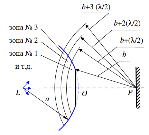 b+3 (λ/2)
зона № 3
b+2(λ/2)
зона № 2
b+(λ/2)
зона № 1
b
и т.д.
L
a
O
P